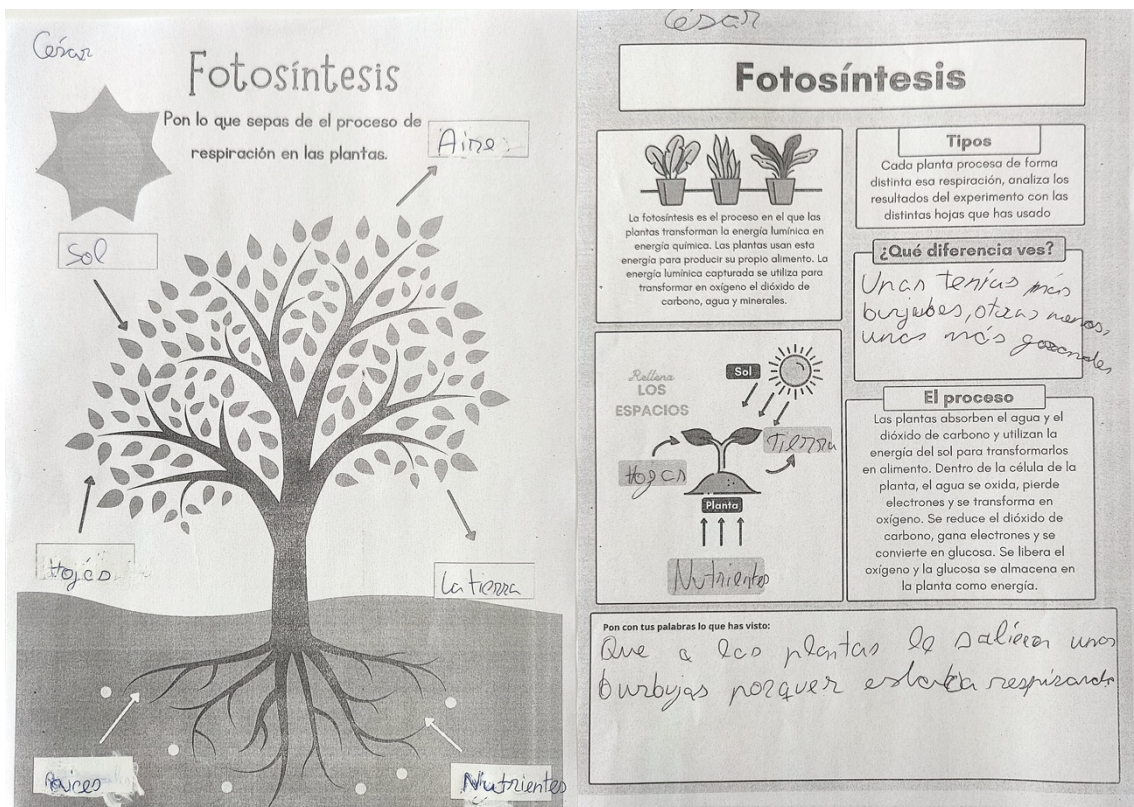 César
Fotosíntesis
Pon lo que sepas de el proceso de
respiración en las plantas.
Aire
Sol
Hojas
La tierra
Raices
Nutrientes
César
Fotosíntesis
La fotosíntesis es el proceso en el que las
plantas transforman la energía lumínica en
energía química. Las plantas usan esta
energía para producir su propio alimento. La
energía lumínica capturada se utiliza para
transformar en oxígeno el dióxido de
carbono, agua y minerales.
Tipos
Cada planta procesa de forma
distinta esa respiración, analiza los
resultados del experimento con las
distintas hojas que has usado
¿Qué diferencia ves?
Unas tenías más
burjubes, otras menos,
unas más grandes
Rellena
LOS
ESPACIOS
Sol
Hojas
Tierra
Planta
Nutrientes
El proceso
Las plantas absorben el agua y el
dióxido de carbono y utilizan la
energía del sol para transformarlos
en alimento. Dentro de la célula de la
planta, el agua se oxida, pierde
electrones y se transforma en
oxígeno. Se reduce el dióxido de
carbono, gana electrones y se
convierte en glucosa. Se libera el
oxígeno y la glucosa se almacena en
la planta como energía.
Pon con tus palabras lo que has visto:
Que a las plantas le salieron unas
burbujas porquer estaba respirando